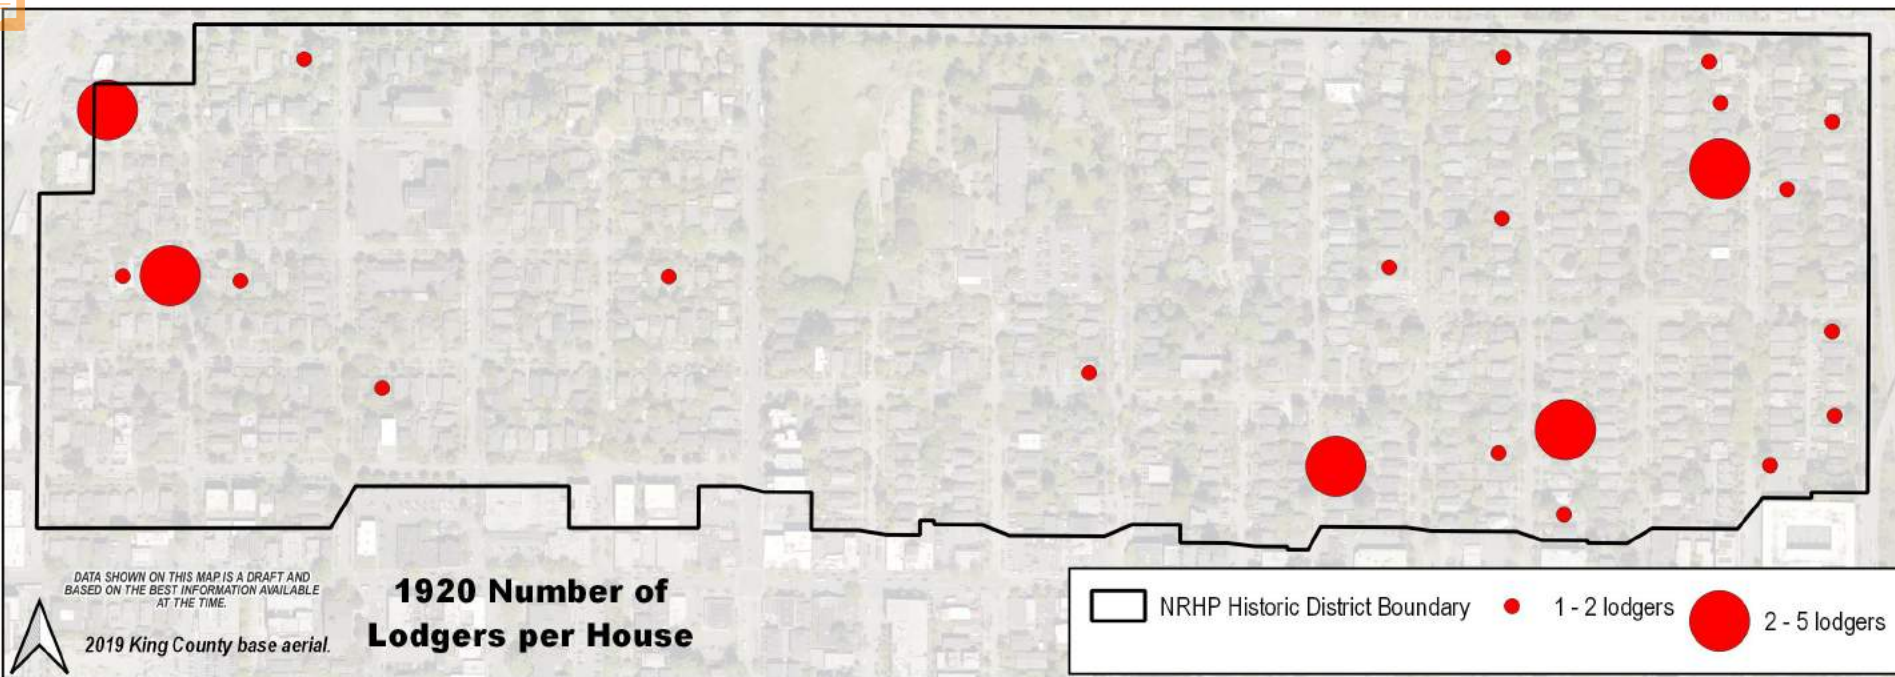 DATA SHOWN ON THIS MAP IS A DRAFT AND
BASED ON THE BEST INFORMATION AVAILABLE
AT THE TIME.
2019 King County base aerial.
1920 Number of
Lodgers per House
NRHP Historic District Boundary
1 - 2 lodgers
2 - 5 lodgers